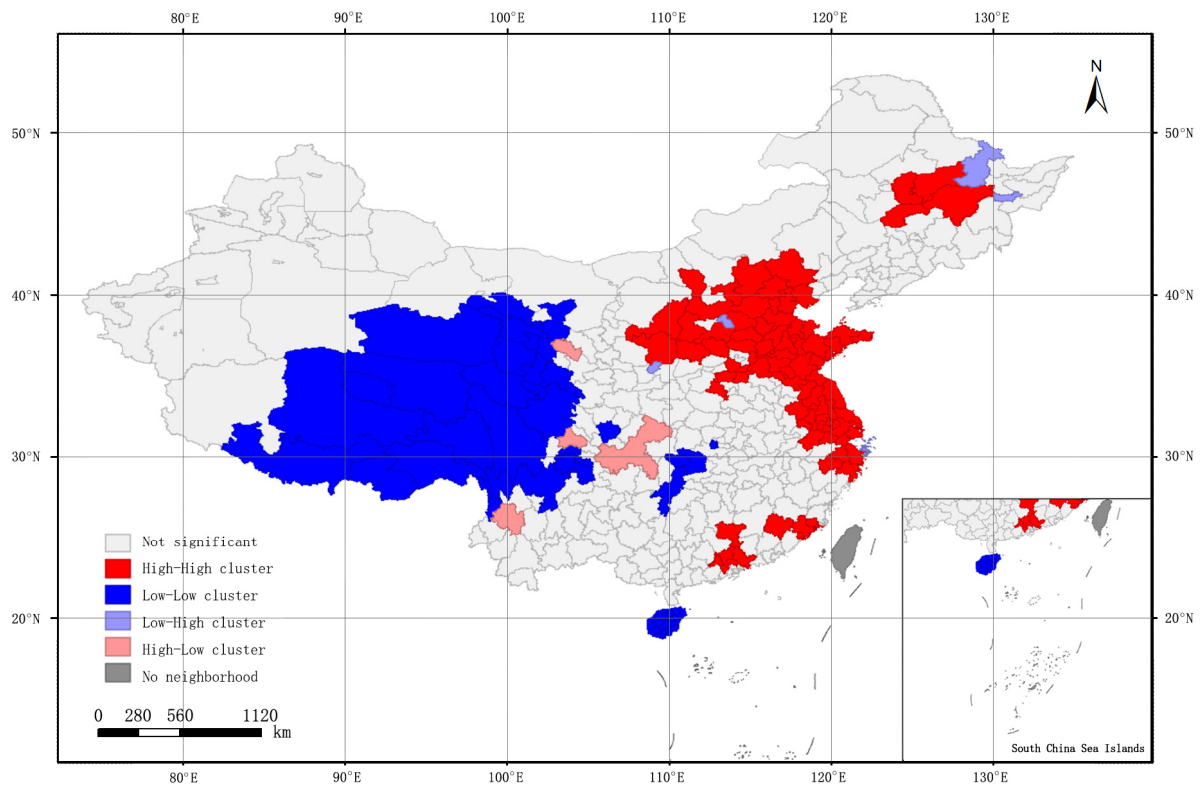 80°E 90°E 100°E 110°E 120°E 130°E
N
50°N 50°N
40°N 40°N
30°N 30°N
20°N 20°N
Not significant
High-High cluster
Low-Low cluster
Low-High cluster
High-Low cluster
No neighborhood
0 280 560 1120
km
South China Sea Islands
80°E 90°E 100°E 110°E 120°E 130°E